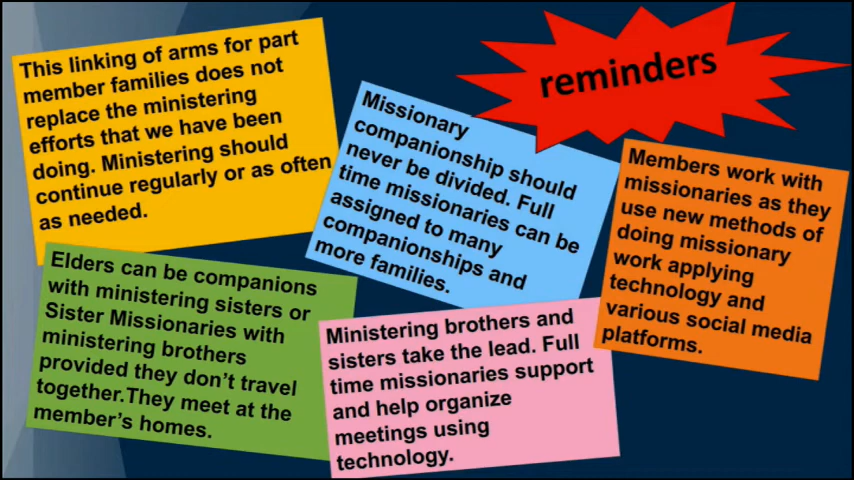 reminders
This linking of arms for part
member families does not
replace the ministering
efforts that we have been
doing. Ministering should
continue regularly or as often
as needed.
Missionary
companionship should
never be divided. Full
time missionaries can be
assigned to many
companionships and
more families.
Members work with
missionaries as they
use new methods of
doing missionary
work applying
technology and
various social media
platforms.
Elders can be companions
with ministering sisters or
Sister Missionaries with
ministering brothers
provided they don't travel
together.They meet at the
member's homes.
Ministering brothers and
sisters take the lead. Full
time missionaries support
and help organize
meetings using
technology.